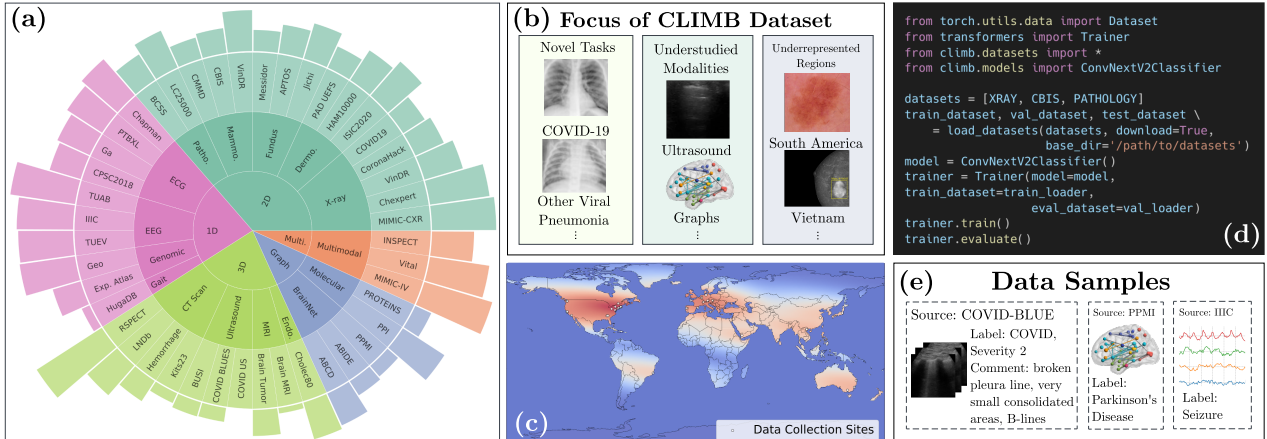 (a)
BCSS
LC25000
CMMD
CBIS
VinDR
Messidor
APTOS
Jichi
PAD UEFS
HAM10000
ISIC2020
COVID19
CoronaHack
VinDR
Chexpert
MIMIC-CXR
INSPECT
Vital
MIMIC-IV
PROTEINS
PPI
PPMI
ABIDE
ABCD
Cholec80
Brain MRI
Brain Tumor
COVID US
COVID BLUES
BUSI
Kits23
Hemorrhage
LNDb
RSPECT
HugaDB
Exp. Atlas
Geo
TUEV
IIIC
TUAB
CPSC2018
Ga
PTBXL
Chapman
Patho.
Mammo.
Fundus
Dermo.
X-ray
Multimodal
Molecular
BrainNet
Endo.
MRI
Ultrasound
CT Scan
Gait
Genomic
EEG
ECG
2D
Multi.
Graph
3D
1D
(b) Focus of CLIMB Dataset
Novel Tasks
COVID-19
Other Viral
Pneumonia
⋮
Understudied
Modalities
Ultrasound
Graphs
⋮
Underrepresented
Regions
South America
Vietnam
⋮
(c)
Data Collection Sites
from torch.utils.data import Dataset
from transformers import Trainer
from climb.datasets import *
from climb.models import ConvNextV2Classifier
datasets = [XRAY, CBIS, PATHOLOGY]
train_dataset, val_dataset, test_dataset \
= load_datasets(datasets, download=True,
base_dir='/path/to/datasets')
model = ConvNextV2Classifier()
trainer = Trainer(model=model,
train_dataset=train_loader,
eval_dataset=val_loader)
trainer.train()
trainer.evaluate()
(d)
(e) Data Samples
Source: COVID-BLUE
Label: COVID,
Severity 2
Comment: broken
pleura line, very
small consolidated
areas, B-lines
Source: PPMI
Label:
Parkinson's
Disease
Source: IIIC
Label:
Seizure